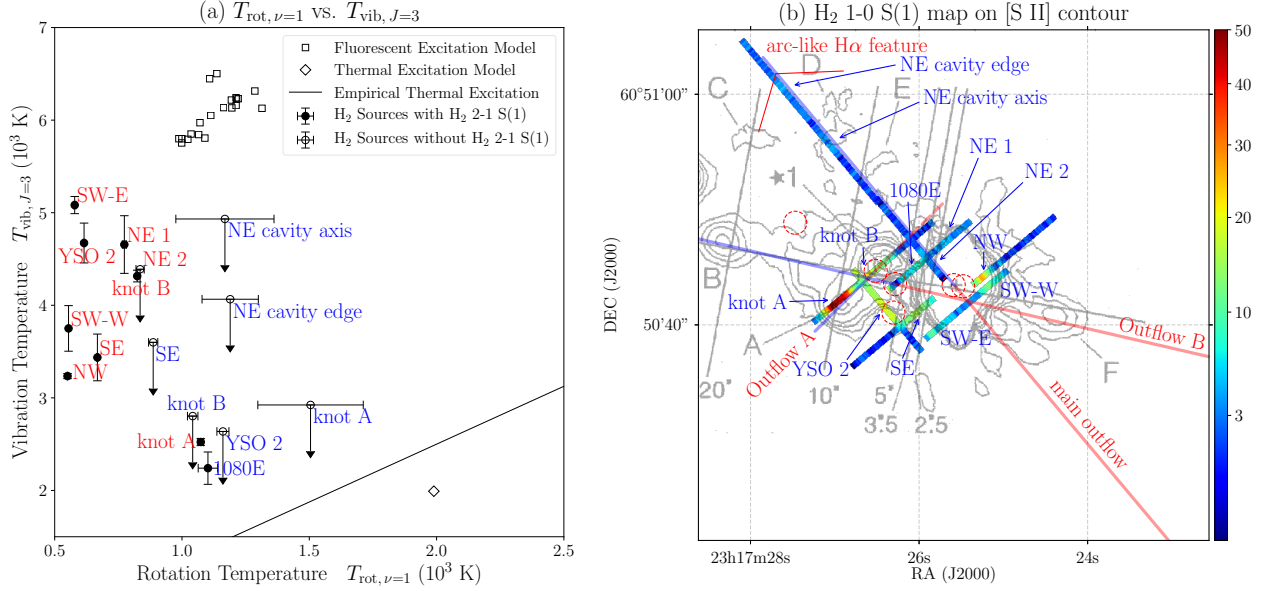 (a) T_rot, ν=1 vs. T_vib, J=3
7
6
5
4
3
2
Vibration Temperature T_vib, J=3 (10³ K)
0.5
1.0
1.5
2.0
2.5
Rotation Temperature T_rot, ν=1 (10³ K)
Fluorescent Excitation Model
Thermal Excitation Model
Empirical Thermal Excitation
H₂ Sources with H₂ 2-1 S(1)
H₂ Sources without H₂ 2-1 S(1)
SW-E
YSO 2
NE 1
NE 2
knot B
NE cavity axis
NE cavity edge
SW-W
SE
NW
SE
knot B
knot A
knot A
YSO 2
1080E
(b) H₂ 1-0 S(1) map on [S II] contour
arc-like Hα feature
D
NE cavity edge
C
E
NE cavity axis
60°51′00″
★1
NE 1
1080E
NE 2
knot B
NW
B
SW-W
knot A
50′40″
A
Outflow A
YSO 2
SE
SW-E
Outflow B
F
20"
10"
5"
3"5
2"5
main outflow
DEC (J2000)
23h17m28s
26s
24s
RA (J2000)
50
40
30
20
10
3